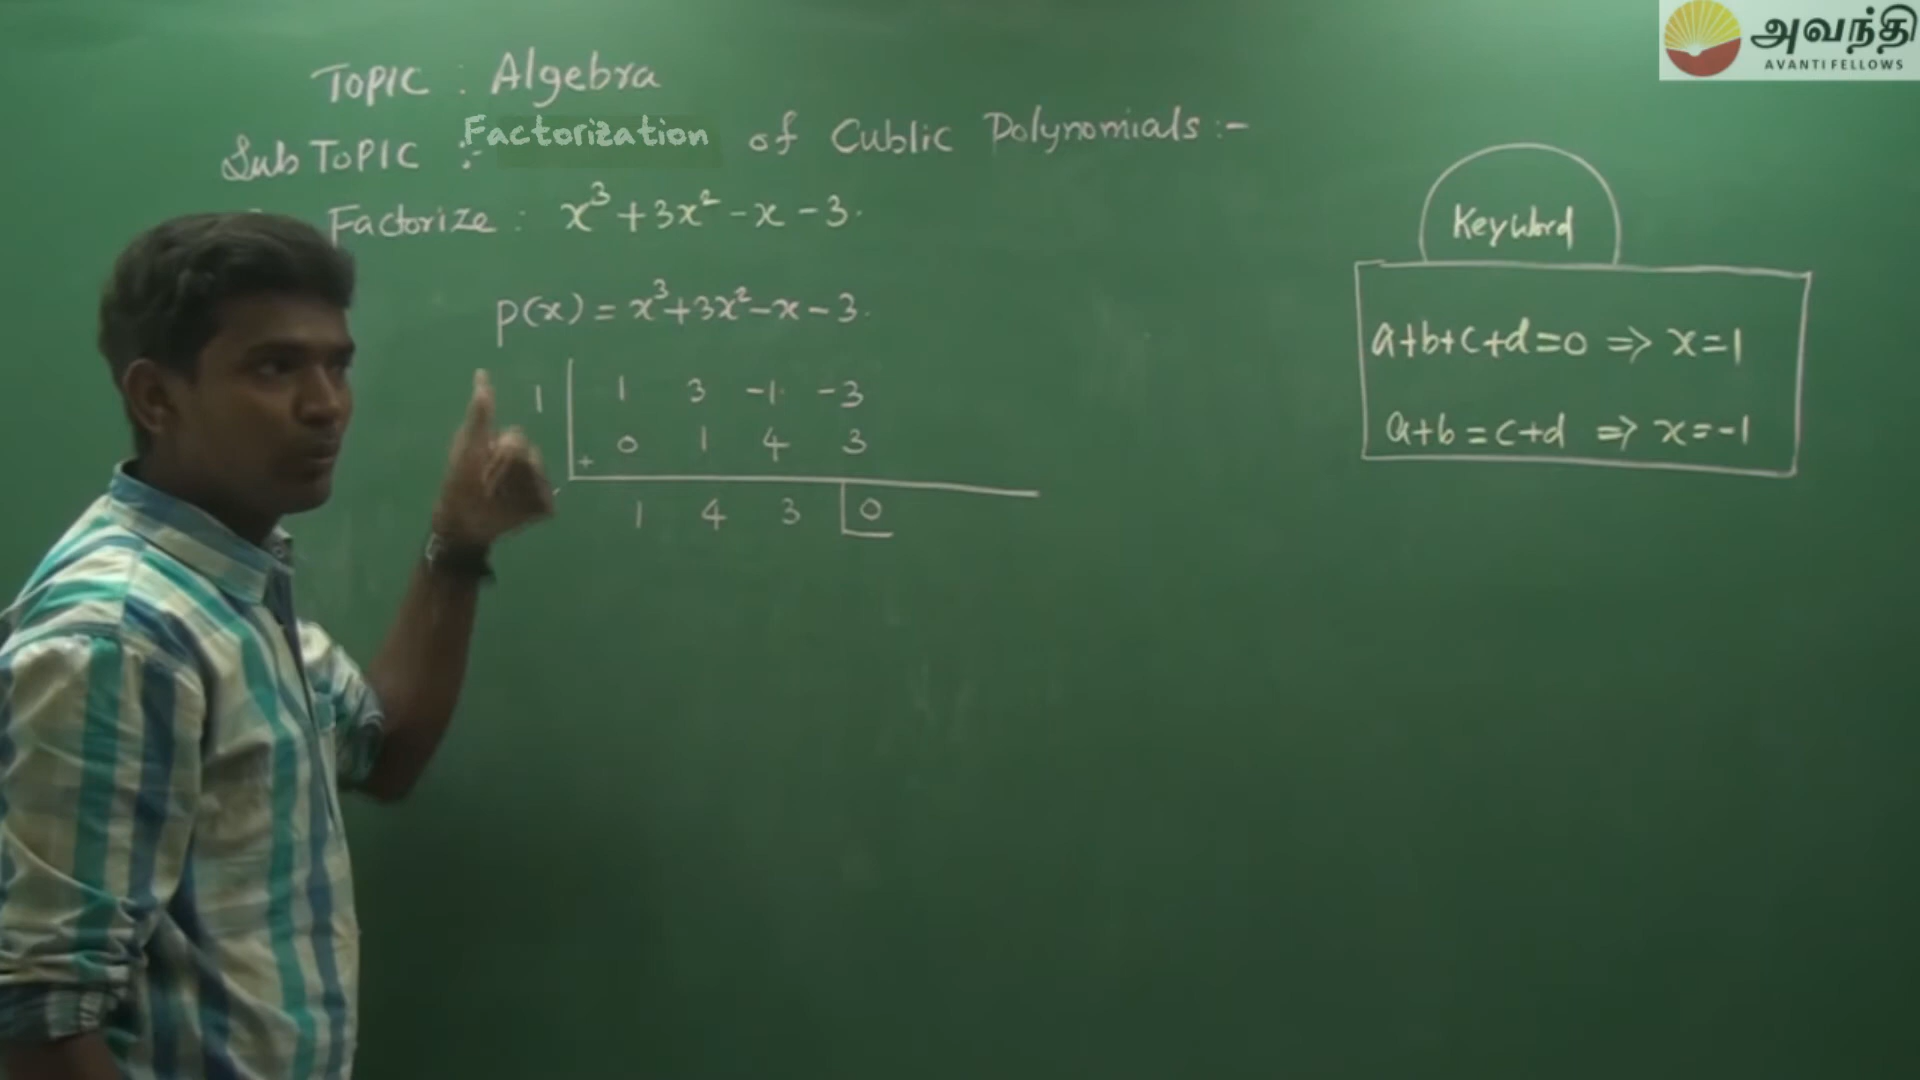 TOPIC : Algebra
Sub TOPIC :- Factorization of Cublic Polynomials :-
Factorize : x³+3x²-x-3.
p(x) = x³+3x²-x-3.
1 | 1 3 -1 -3
+ 0 1 4 3
1 4 3 | 0
Keyword
a+b+c+d=0 ⇒ x=1
a+b=c+d ⇒ x=-1
அவந்தி
AVANTI FELLOWS